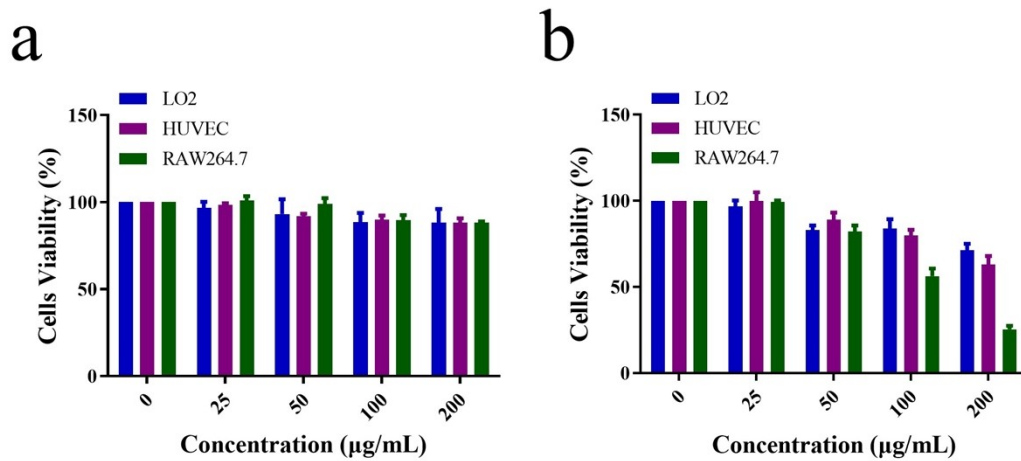 a
LO2
HUVEC
RAW264.7
150
100
50
0
Cells Viability (%)
0
25
50
100
200
Concentration (μg/mL)
b
LO2
HUVEC
RAW264.7
150
100
50
0
Cells Viability (%)
0
25
50
100
200
Concentration (μg/mL)